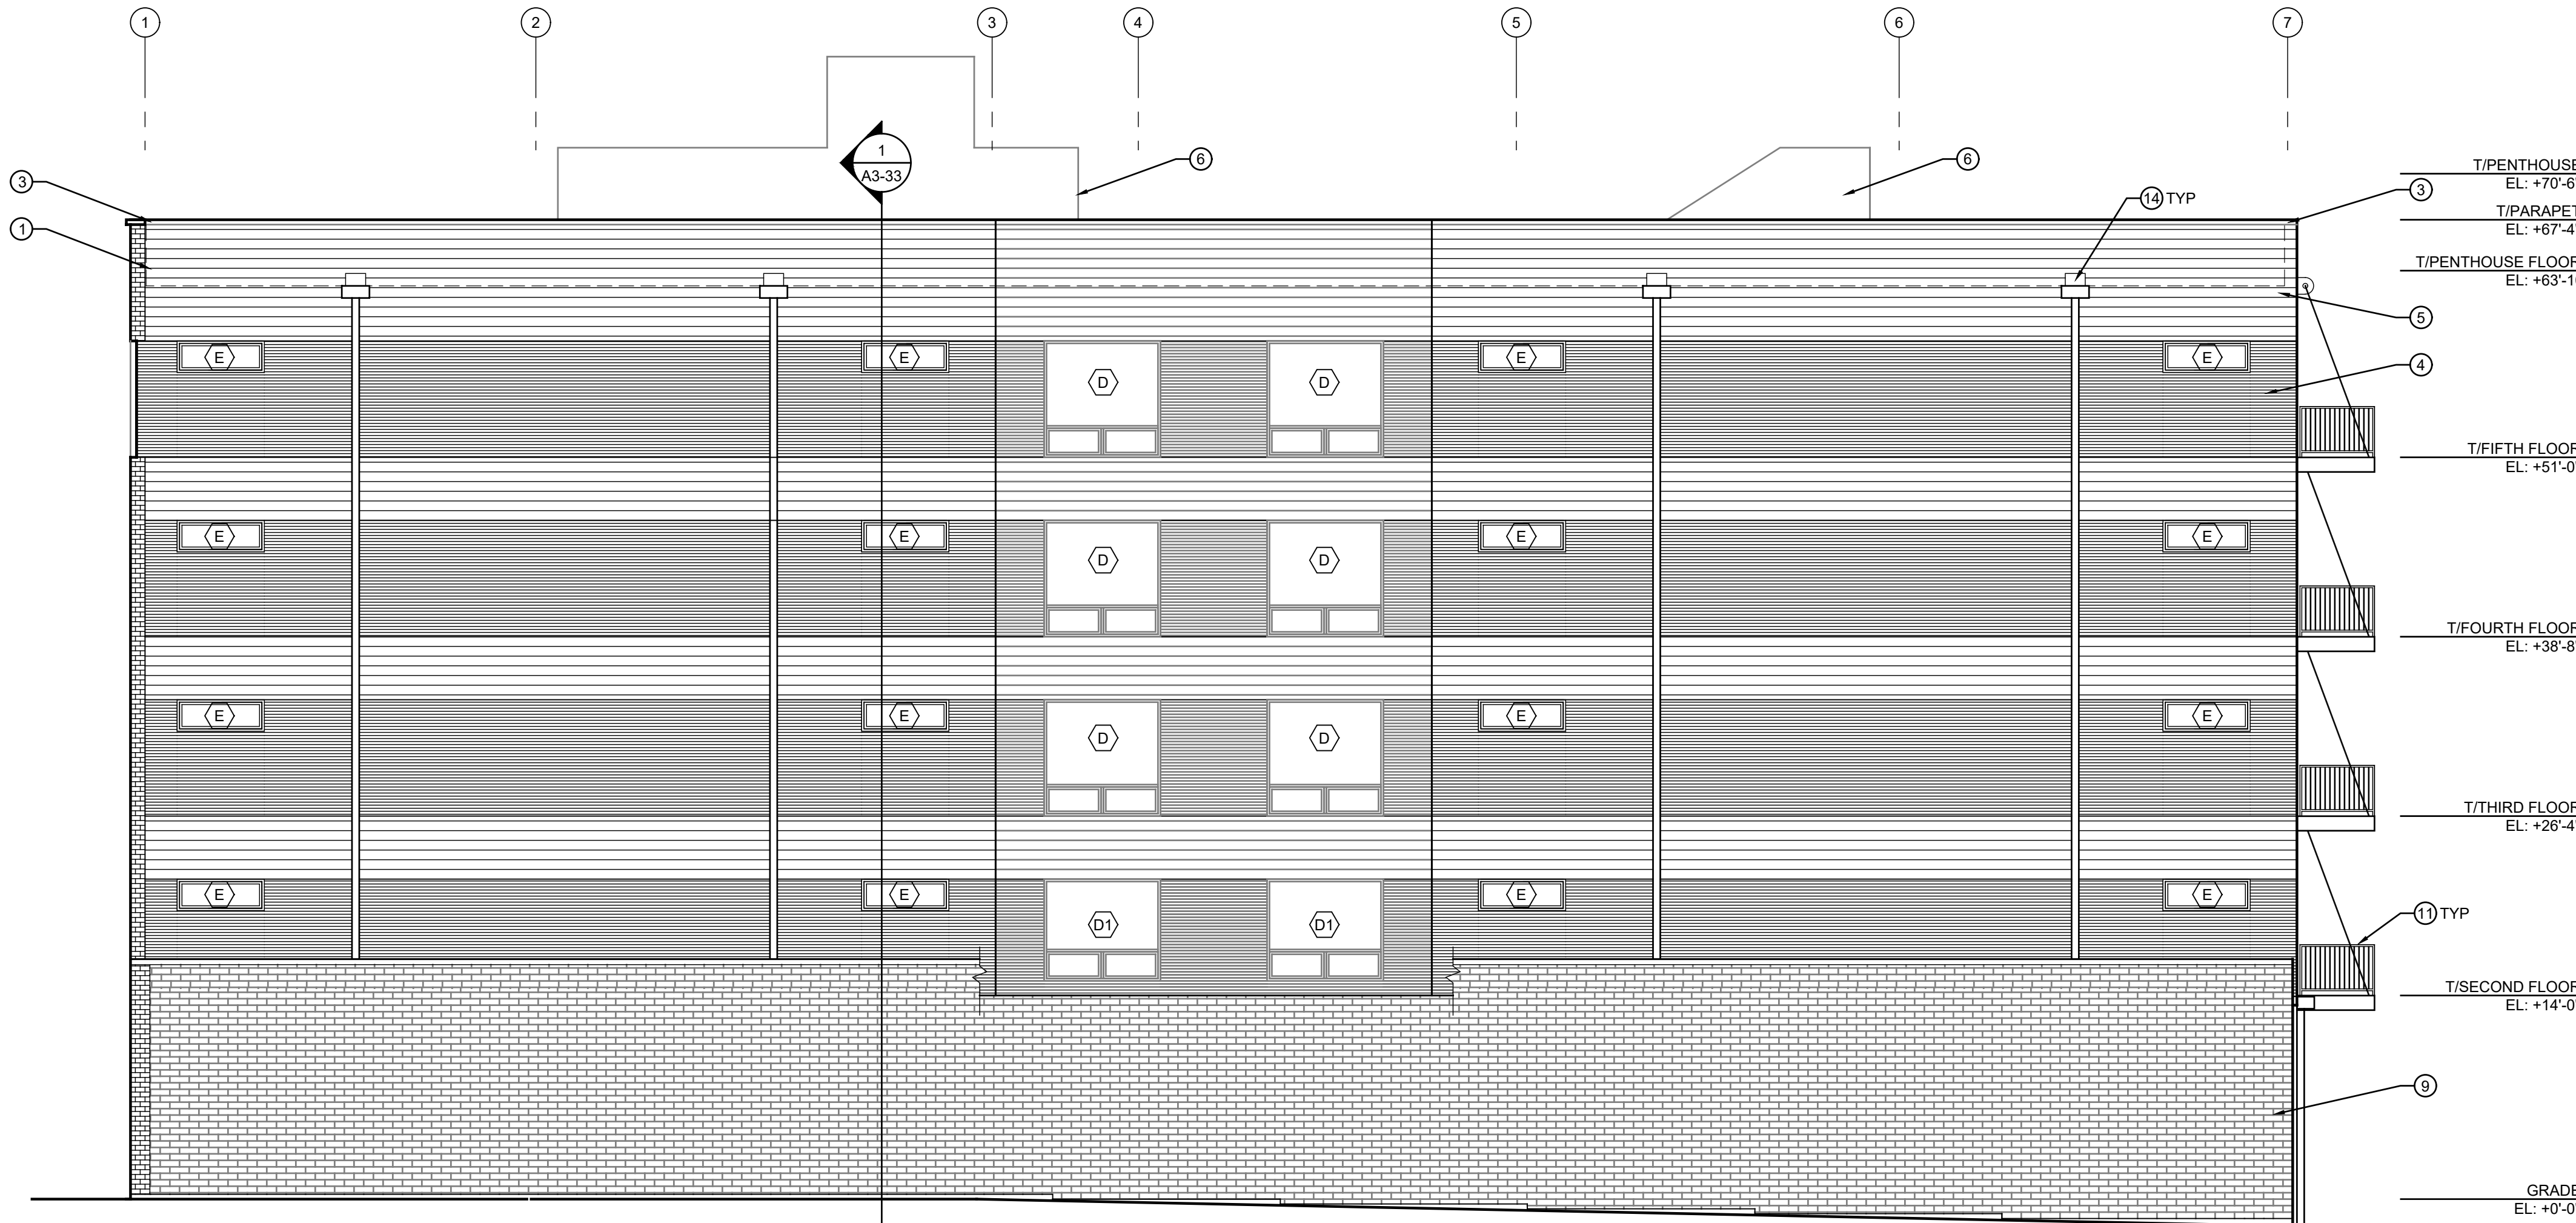 1 2 3 4 5 6 7
1
A3-33
6
6
3
1
14 TYP
T/PENTHOUSE
EL: +70'-6
3
T/PARAPET
EL: +67'-4
T/PENTHOUSE FLOOR
EL: +63'-1
5
E E D D E E
4
T/FIFTH FLOOR
EL: +51'-0
E E D D E E
T/FOURTH FLOOR
EL: +38'-8
E E D D E E
T/THIRD FLOOR
EL: +26'-4
E E D1 D1 E E
11 TYP
T/SECOND FLOOR
EL: +14'-0
9
GRADE
EL: +0'-0